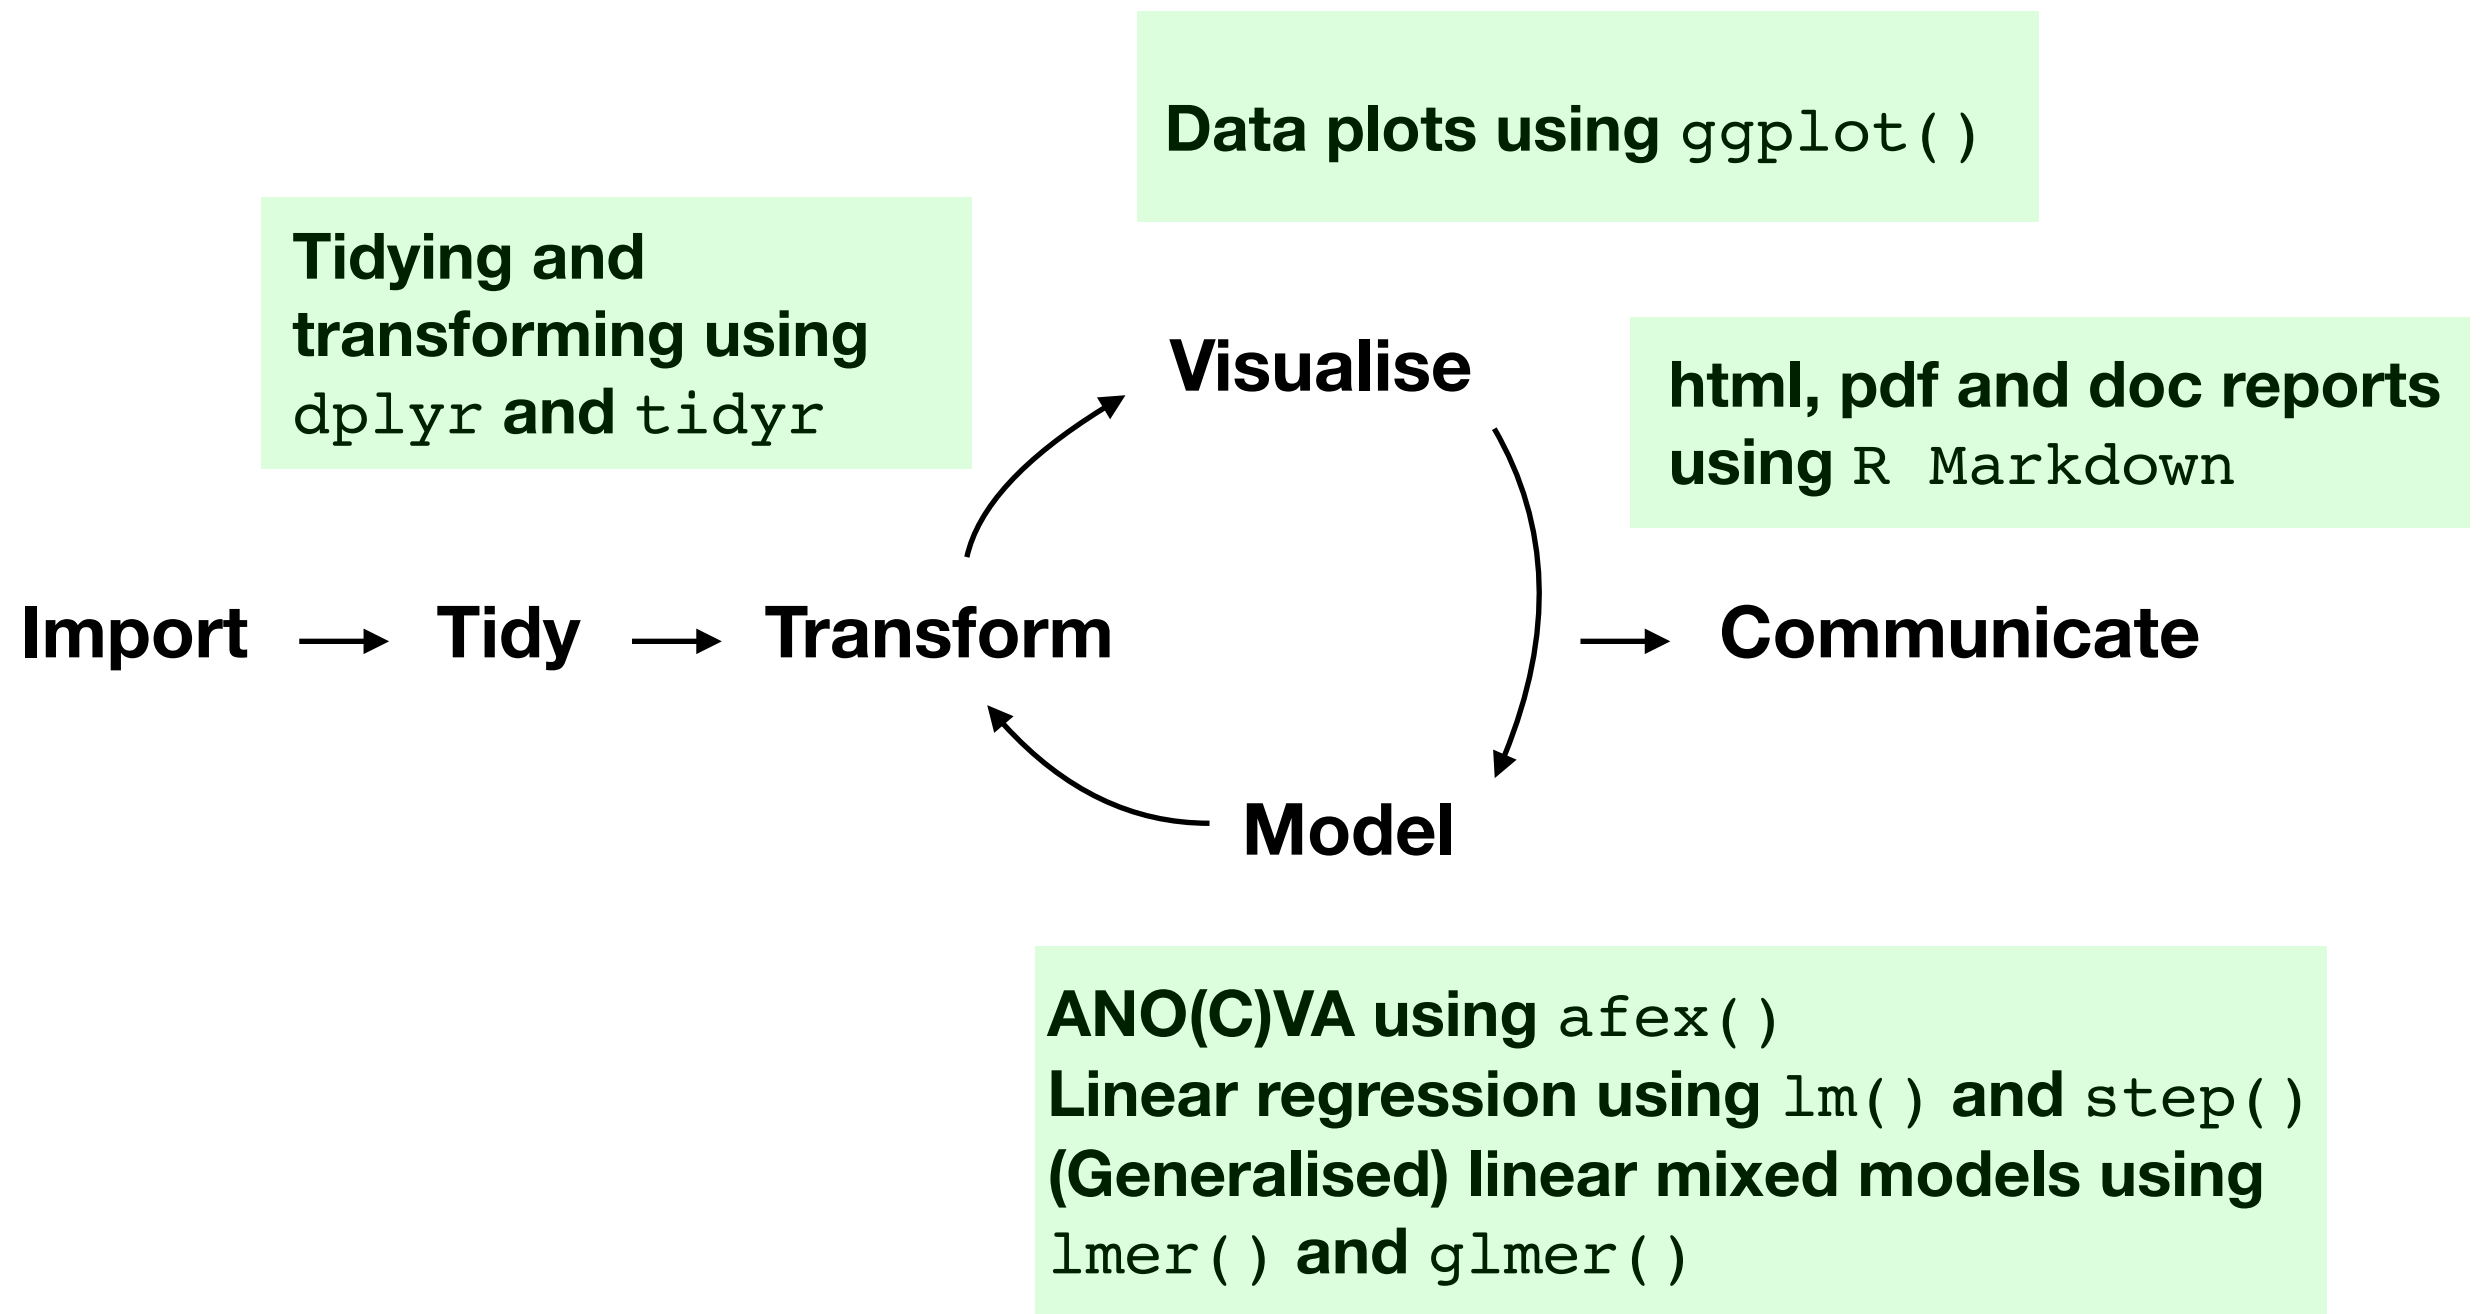 Data plots using ggplot()
Tidying and
transforming using
dplyr and tidyr
Visualise
html, pdf and doc reports
using R Markdown
Import
Tidy
Transform
Communicate
Model
ANO(C)VA using afex()
Linear regression using lm() and step()
(Generalised) linear mixed models using
lmer() and glmer()